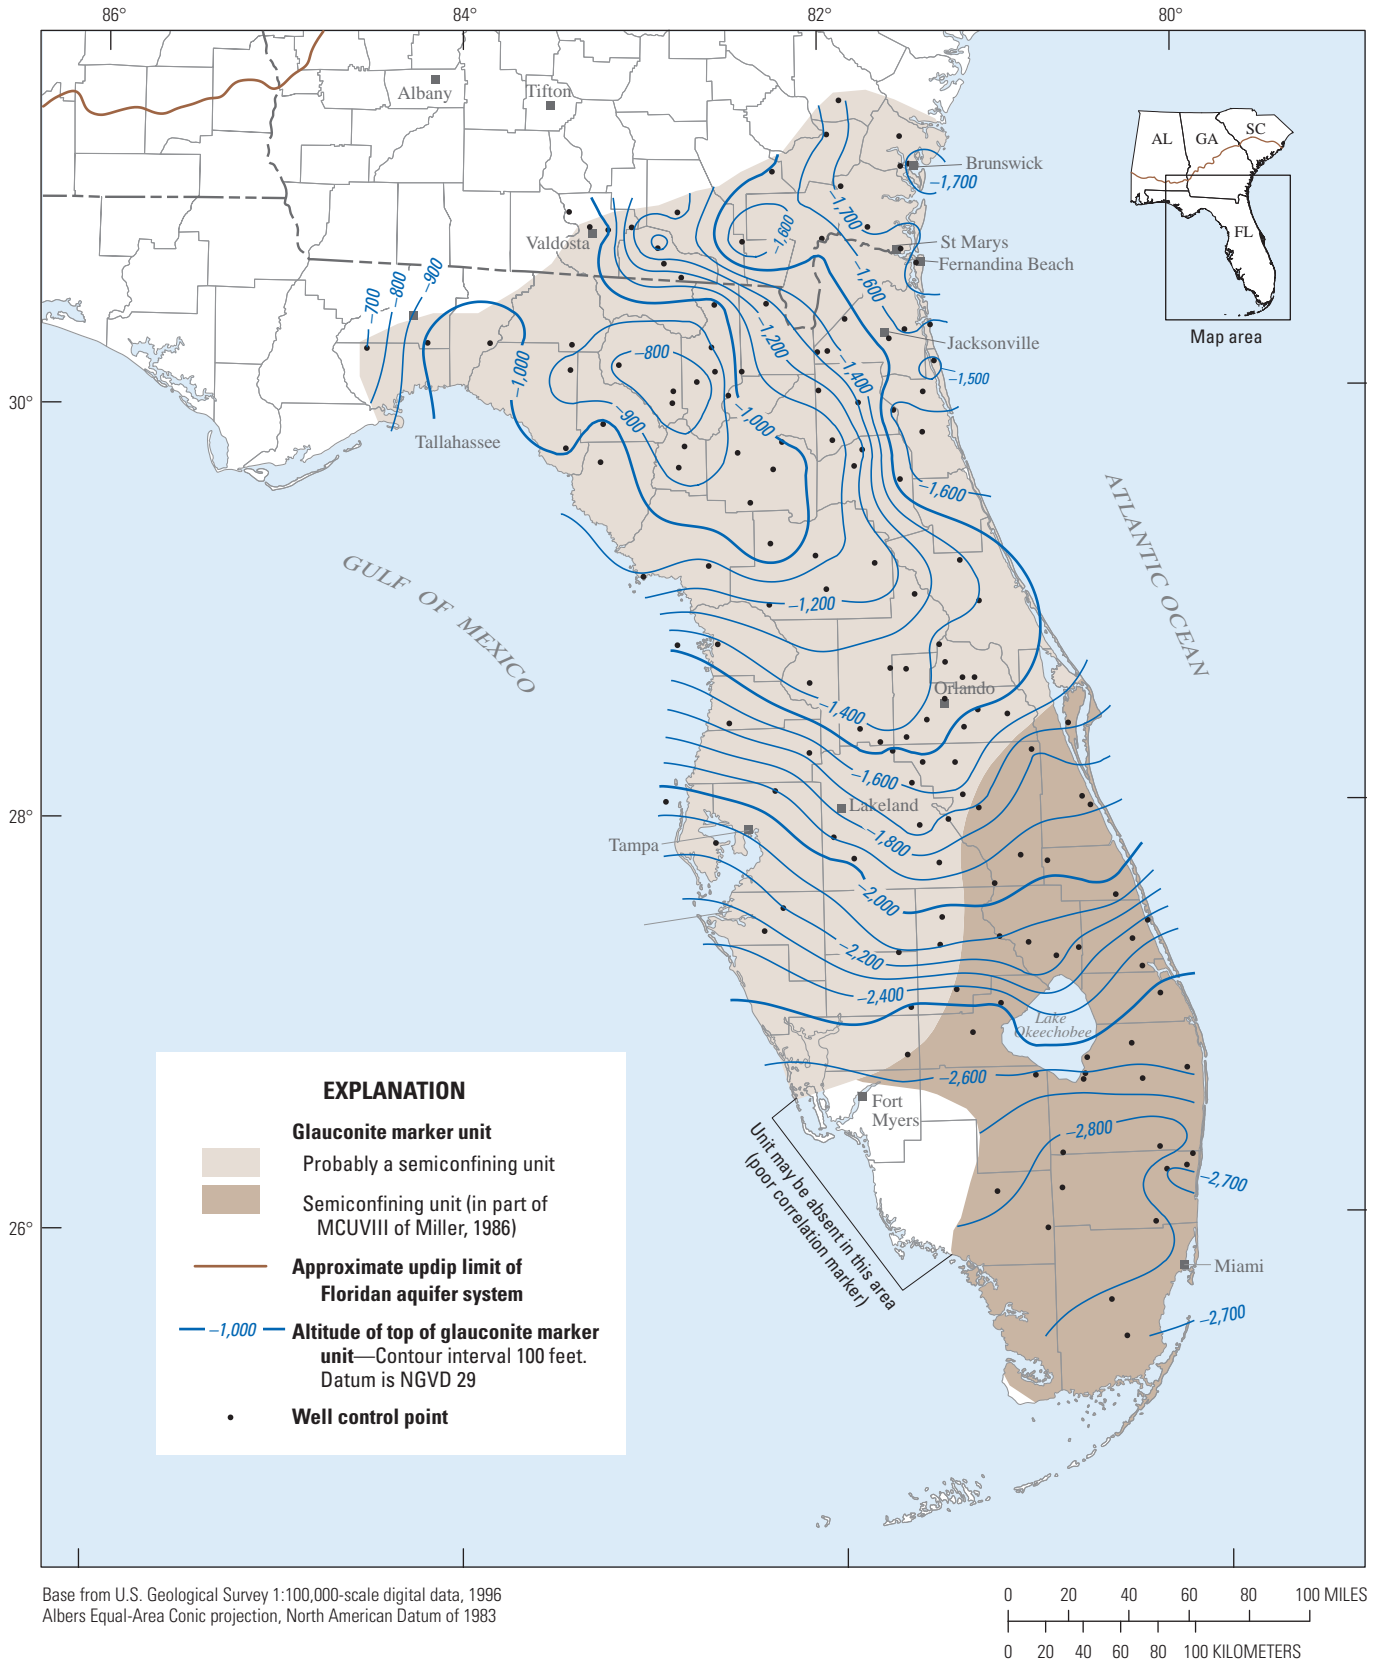 86°
84°
82°
80°
Albany
Tifton
Brunswick
–1,700
AL
GA
SC
FL
Map area
–1,700
–1,600
Valdosta
St Marys
Fernandina Beach
–700
–800
–900
–1,600
–1,200
Jacksonville
–800
–1,000
–1,400
–1,500
30°
–900
–1,000
Tallahassee
–1,600
ATLANTIC OCEAN
GULF OF MEXICO
–1,200
Orlando
–1,400
–1,600
Lakeland
28°
–1,800
Tampa
–2,000
–2,200
–2,400
Lake
Okeechobee
–2,600
Fort
Myers
–2,800
–2,700
Unit may be absent in this area
(poor correlation marker)
26°
Miami
–2,700
EXPLANATION
Glauconite marker unit
Probably a semiconfining unit
Semiconfining unit (in part of
MCUVIII of Miller, 1986)
Approximate updip limit of
Floridan aquifer system
–1,000
Altitude of top of glauconite marker
unit—Contour interval 100 feet.
Datum is NGVD 29
Well control point
Base from U.S. Geological Survey 1:100,000-scale digital data, 1996
Albers Equal-Area Conic projection, North American Datum of 1983
0 20 40 60 80 100 MILES
0 20 40 60 80 100 KILOMETERS